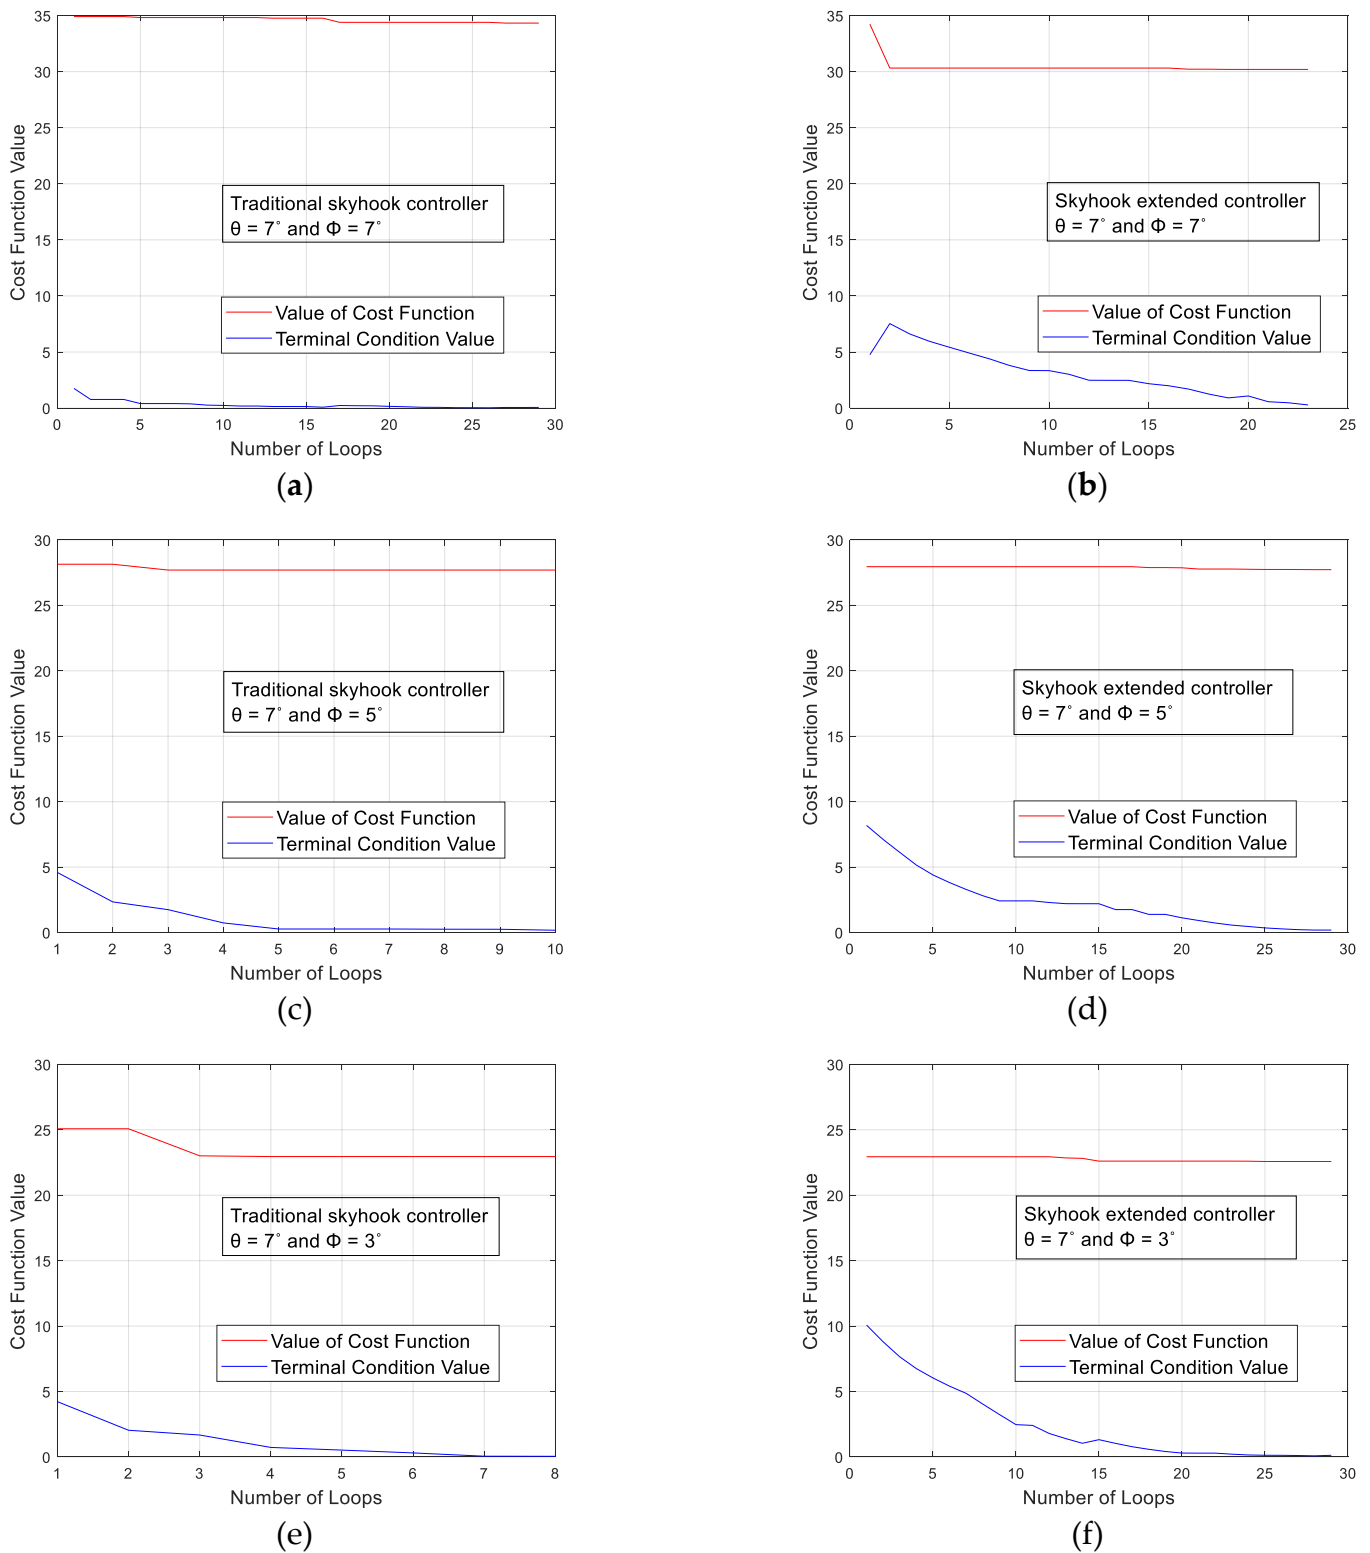 35
30
25
20
15
10
5
0
Cost Function Value
Traditional skyhook controller
θ = 7° and Φ = 7°
Value of Cost Function
Terminal Condition Value
0 5 10 15 20 25 30
Number of Loops
(a)
35
30
25
20
15
10
5
0
Cost Function Value
Skyhook extended controller
θ = 7° and Φ = 7°
Value of Cost Function
Terminal Condition Value
0 5 10 15 20 25
Number of Loops
(b)
30
25
20
15
10
5
0
Cost Function Value
Traditional skyhook controller
θ = 7° and Φ = 5°
Value of Cost Function
Terminal Condition Value
1 2 3 4 5 6 7 8 9 10
Number of Loops
(c)
30
25
20
15
10
5
0
Cost Function Value
Skyhook extended controller
θ = 7° and Φ = 5°
Value of Cost Function
Terminal Condition Value
0 5 10 15 20 25 30
Number of Loops
(d)
30
25
20
15
10
5
0
Cost Function Value
Traditional skyhook controller
θ = 7° and Φ = 3°
Value of Cost Function
Terminal Condition Value
1 2 3 4 5 6 7 8
Number of Loops
(e)
30
25
20
15
10
5
0
Cost Function Value
Skyhook extended controller
θ = 7° and Φ = 3°
Value of Cost Function
Terminal Condition Value
0 5 10 15 20 25 30
Number of Loops
(f)